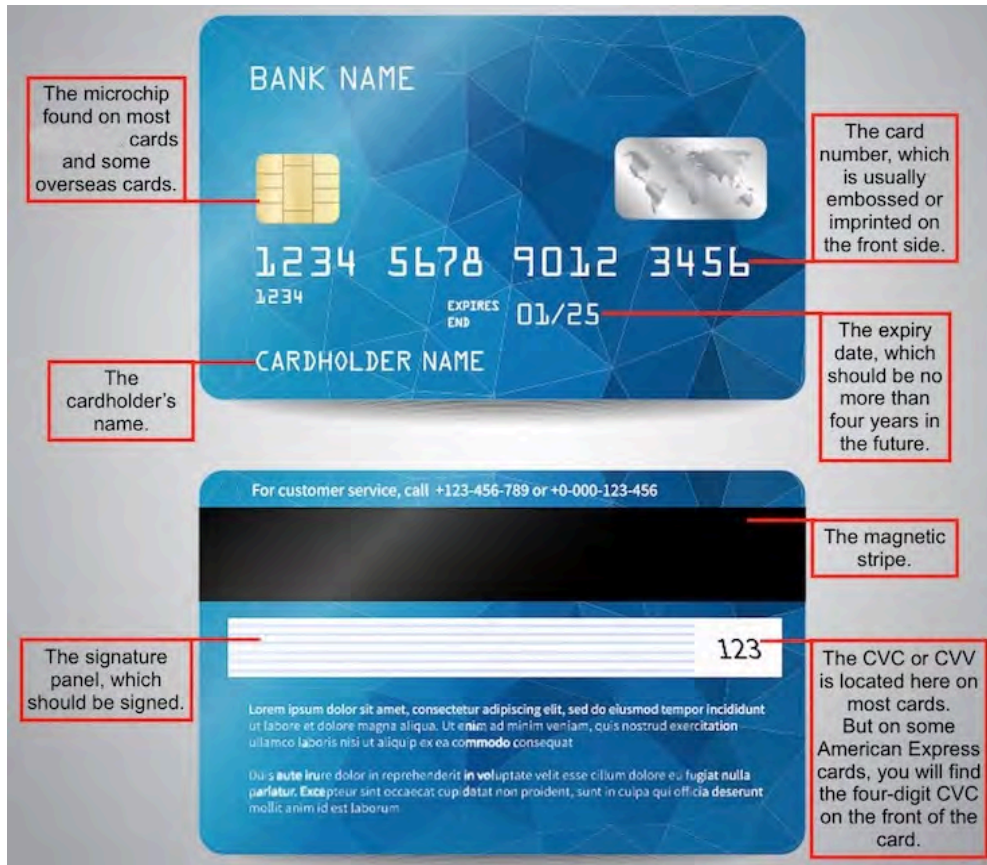 BANK NAME
The microchip
found on most
cards
and some
overseas cards.
The card
number, which
is usually
embossed or
imprinted on
the front side.
1234 5678 9012 3456
1234
EXPIRES
END
01/25
The expiry
date, which
should be no
more than
four years in
the future.
CARDHOLDER NAME
The
cardholder's
name.
For customer service, call +123-456-789 or +0-000-123-456
The magnetic
stripe.
123
The signature
panel, which
should be signed.
The CVC or CVV
is located here on
most cards.
But on some
American Express
cards, you will find
the four-digit CVC
on the front of the
card.
Lorem ipsum dolor sit amet, consectetur adipiscing elit, sed do eiusmod tempor incididunt
ut labore et dolore magna aliqua. Ut enim ad minim veniam, quis nostrud exercitation
ullamco laboris nisi ut aliquip ex ea commodo consequat
Duis aute irure dolor in reprehenderit in voluptate velit esse cillum dolore eu fugiat nulla
pariatur. Excepteur sint occaecat cupidatat non proident, sunt in culpa qui officia deserunt
mollit anim id est laborum